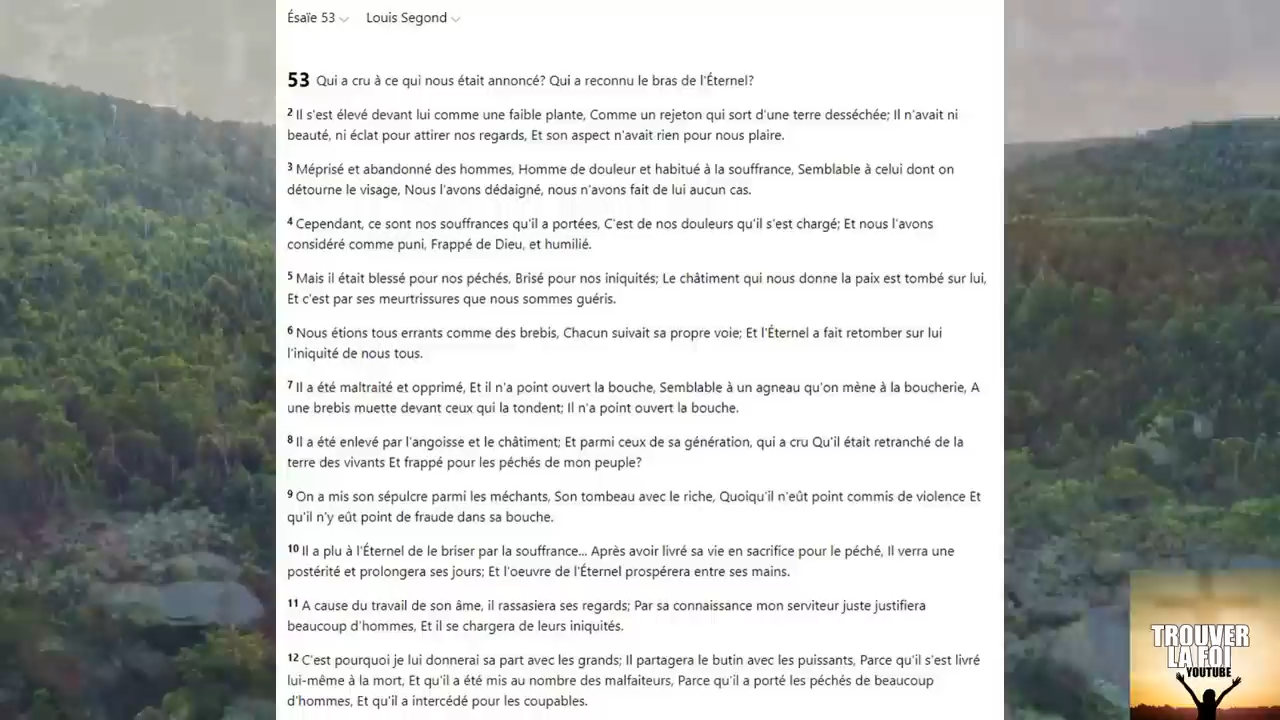 Ésaïe 53 Louis Segond
53 Qui a cru à ce qui nous était annoncé? Qui a reconnu le bras de l'Éternel?
2 Il s'est élevé devant lui comme une faible plante, Comme un rejeton qui sort d'une terre desséchée; Il n'avait ni
beauté, ni éclat pour attirer nos regards, Et son aspect n'avait rien pour nous plaire.
3 Méprisé et abandonné des hommes, Homme de douleur et habitué à la souffrance, Semblable à celui dont on
détourne le visage, Nous l'avons dédaigné, nous n'avons fait de lui aucun cas.
4 Cependant, ce sont nos souffrances qu'il a portées, C'est de nos douleurs qu'il s'est chargé; Et nous l'avons
considéré comme puni, Frappé de Dieu, et humilié.
5 Mais il était blessé pour nos péchés, Brisé pour nos iniquités; Le châtiment qui nous donne la paix est tombé sur lui,
Et c'est par ses meurtrissures que nous sommes guéris.
6 Nous étions tous errants comme des brebis, Chacun suivait sa propre voie; Et l'Éternel a fait retomber sur lui
l'iniquité de nous tous.
7 Il a été maltraité et opprimé, Et il n'a point ouvert la bouche, Semblable à un agneau qu'on mène à la boucherie, A
une brebis muette devant ceux qui la tondent; Il n'a point ouvert la bouche.
8 Il a été enlevé par l'angoisse et le châtiment; Et parmi ceux de sa génération, qui a cru Qu'il était retranché de la
terre des vivants Et frappé pour les péchés de mon peuple?
9 On a mis son sépulcre parmi les méchants, Son tombeau avec le riche, Quoiqu'il n'eût point commis de violence Et
qu'il n'y eût point de fraude dans sa bouche.
10 Il a plu à l'Éternel de le briser par la souffrance... Après avoir livré sa vie en sacrifice pour le péché, Il verra une
postérité et prolongera ses jours; Et l'oeuvre de l'Éternel prospérera entre ses mains.
11 A cause du travail de son âme, il rassasiera ses regards; Par sa connaissance mon serviteur juste justifiera
beaucoup d'hommes, Et il se chargera de leurs iniquités.
12 C'est pourquoi je lui donnerai sa part avec les grands; Il partagera le butin avec les puissants, Parce qu'il s'est livré
lui-même à la mort, Et qu'il a été mis au nombre des malfaiteurs, Parce qu'il a porté les péchés de beaucoup
d'hommes, Et qu'il a intercédé pour les coupables.
TROUVER
LA FOI
YOUTUBE